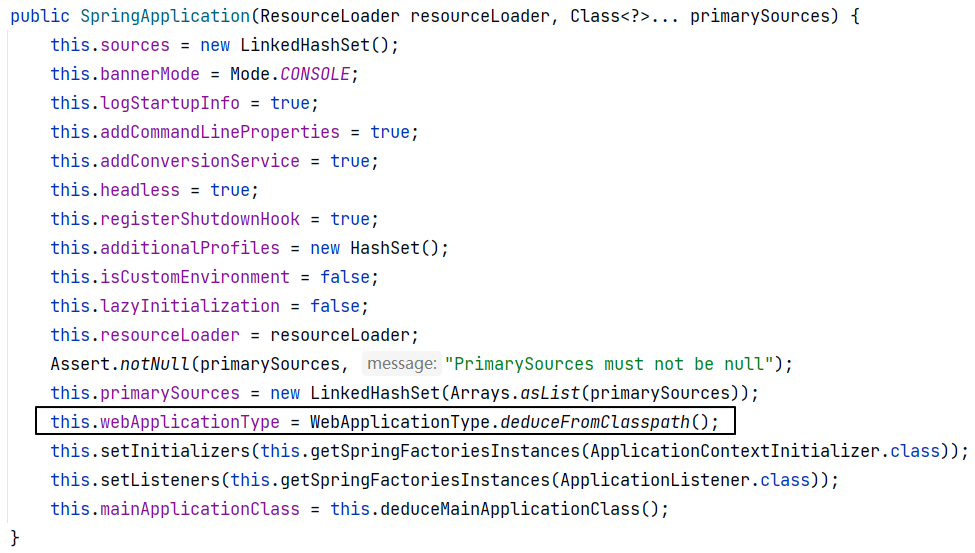 public SpringApplication(ResourceLoader resourceLoader, Class<?>... primarySources) {
    this.sources = new LinkedHashSet();
    this.bannerMode = Mode.CONSOLE;
    this.logStartupInfo = true;
    this.addCommandLineProperties = true;
    this.addConversionService = true;
    this.headless = true;
    this.registerShutdownHook = true;
    this.additionalProfiles = new HashSet();
    this.isCustomEnvironment = false;
    this.lazyInitialization = false;
    this.resourceLoader = resourceLoader;
    Assert.notNull(primarySources, message: "PrimarySources must not be null");
    this.primarySources = new LinkedHashSet(Arrays.asList(primarySources));
    this.webApplicationType = WebApplicationType.deduceFromClasspath();
    this.setInitializers(this.getSpringFactoriesInstances(ApplicationContextInitializer.class));
    this.setListeners(this.getSpringFactoriesInstances(ApplicationListener.class));
    this.mainApplicationClass = this.deduceMainApplicationClass();
}